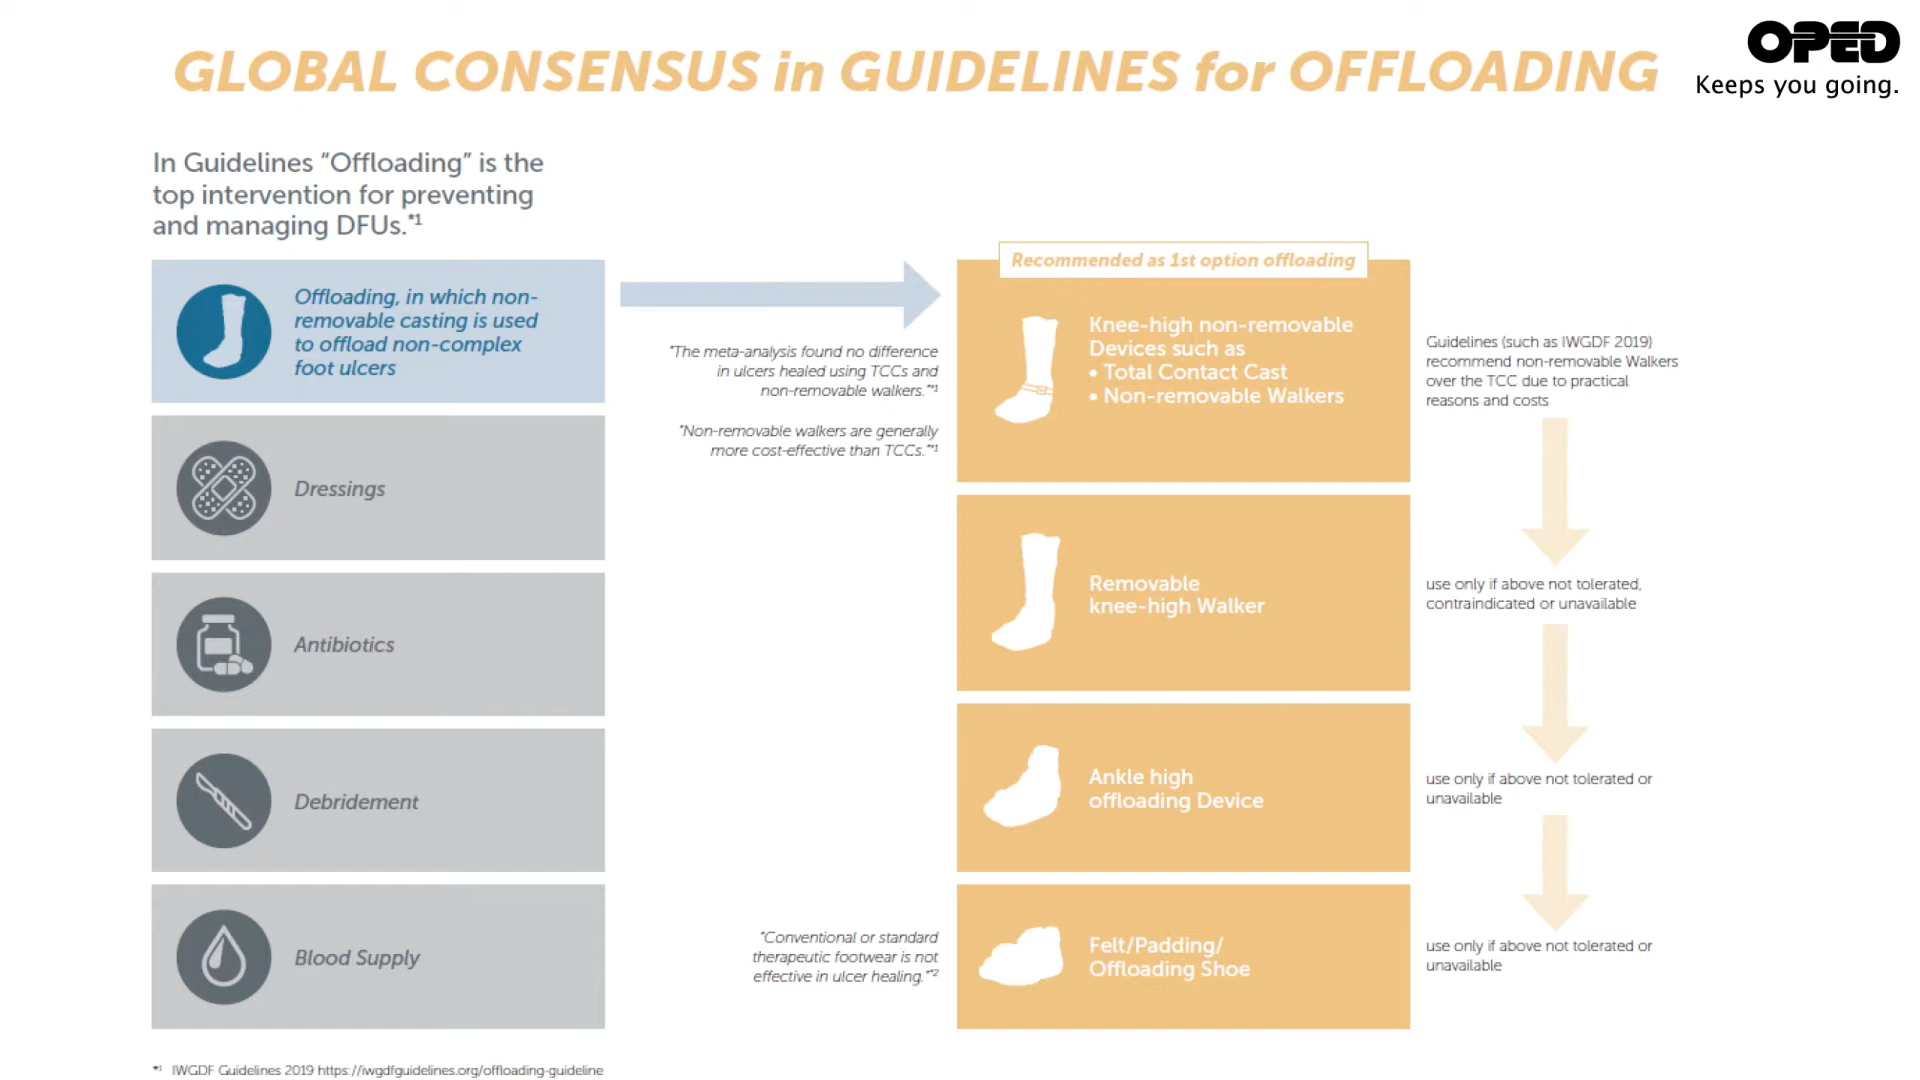 GLOBAL CONSENSUS in GUIDELINES for OFFLOADING
OPED
Keeps you going.
In Guidelines “Offloading” is the
top intervention for preventing
and managing DFUs.*1
Offloading, in which non-
removable casting is used
to offload non-complex
foot ulcers
Dressings
Antibiotics
Debridement
Blood Supply
"The meta-analysis found no difference
in ulcers healed using TCCs and
non-removable walkers."*1
"Non-removable walkers are generally
more cost-effective than TCCs."*1
"Conventional or standard
therapeutic footwear is not
effective in ulcer healing."*2
Recommended as 1st option offloading
Knee-high non-removable
Devices such as
• Total Contact Cast
• Non-removable Walkers
Removable
knee-high Walker
Ankle high
offloading Device
Felt/Padding/
Offloading Shoe
Guidelines (such as IWGDF 2019)
recommend non-removable Walkers
over the TCC due to practical
reasons and costs
use only if above not tolerated,
contraindicated or unavailable
use only if above not tolerated or
unavailable
use only if above not tolerated or
unavailable
*1 IWGDF Guidelines 2019 https://iwgdfguidelines.org/offloading-guideline